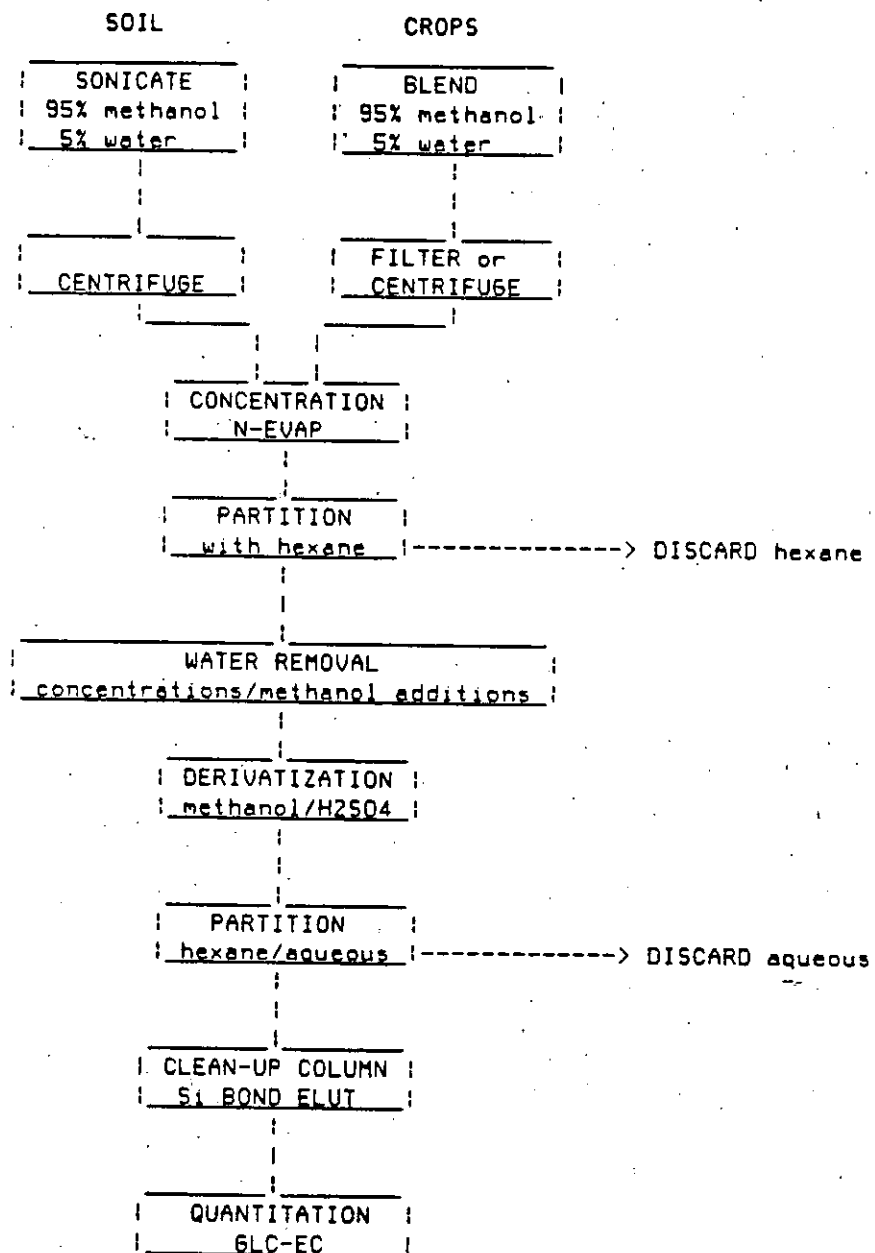 SOIL
SONICATE
95% methanol
5% water
CENTRIFUGE
CROPS
BLEND
95% methanol
5% water
FILTER or
CENTRIFUGE
CONCENTRATION
N-EVAP
PARTITION
with hexane
DISCARD hexane
WATER REMOVAL
concentrations/methanol additions
DERIVATIZATION
methanol/H2SO4
PARTITION
hexane/aqueous
DISCARD aqueous
CLEAN-UP COLUMN
Si BOND ELUT
QUANTITATION
GLC-EC